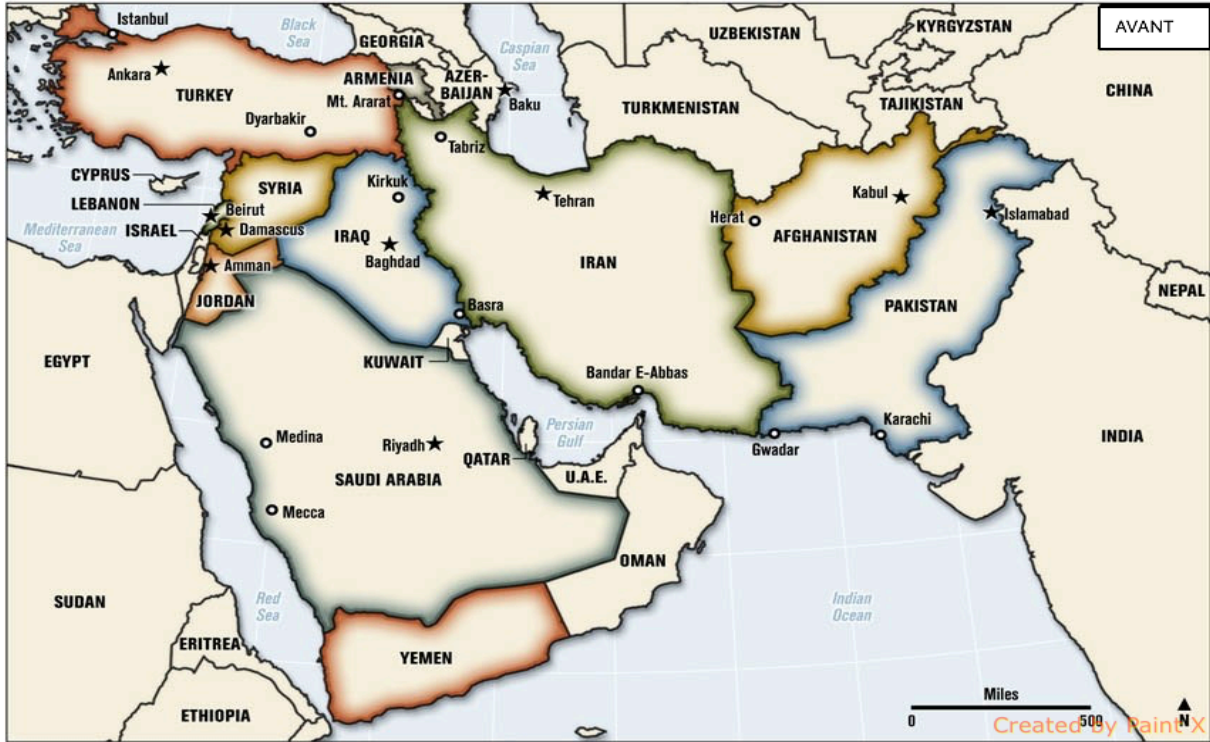 AVANT
Istanbul
Black
Sea
GEORGIA
Caspian
Sea
UZBEKISTAN
KYRGYZSTAN
Ankara
TURKEY
ARMENIA
Mt. Ararat
AZER-
BAIJAN
Baku
TURKMENISTAN
TAJIKISTAN
CHINA
Dyarbakir
Tabriz
CYPRUS
SYRIA
Kirkuk
Tehran
Kabul
Herat
Islamabad
LEBANON
Beirut
Mediterranean
Sea
ISRAEL
Damascus
IRAQ
Baghdad
AFGHANISTAN
IRAN
Amman
JORDAN
Basra
PAKISTAN
NEPAL
EGYPT
KUWAIT
Bandar E-Abbas
Persian
Gulf
Karachi
Gwadar
INDIA
Medina
Riyadh
QATAR
SAUDI ARABIA
U.A.E.
Mecca
OMAN
SUDAN
Red
Sea
Indian
Ocean
ERITREA
YEMEN
ETHIOPIA
Miles
0
500
N
Created by Paint X